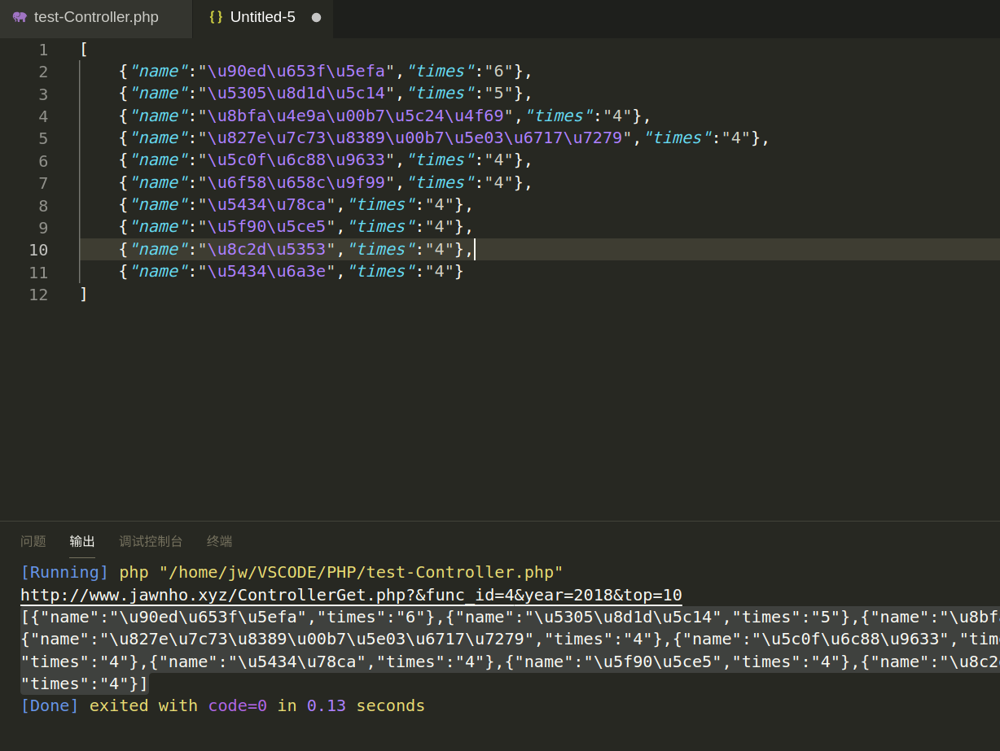 test-Controller.php {} Untitled-5 ●
1 [
2 {"name":"\u90ed\u653f\u5efa","times":"6"},
3 {"name":"\u5305\u8d1d\u5c14","times":"5"},
4 {"name":"\u8bfa\u4e9a\u00b7\u5c24\u4f69","times":"4"},
5 {"name":"\u827e\u7c73\u8389\u00b7\u5e03\u6717\u7279","times":"4"},
6 {"name":"\u5c0f\u6c88\u9633","times":"4"},
7 {"name":"\u6f58\u658c\u9f99","times":"4"},
8 {"name":"\u5434\u78ca","times":"4"},
9 {"name":"\u5f90\u5ce5","times":"4"},
10 {"name":"\u8c2d\u5353","times":"4"},
11 {"name":"\u5434\u6a3e","times":"4"}
12 ]
问题 输出 调试控制台 终端
[Running] php "/home/jw/VSCODE/PHP/test-Controller.php"
http://www.jawnho.xyz/ControllerGet.php?&func_id=4&year=2018&top=10
[{"name":"\u90ed\u653f\u5efa","times":"6"},{"name":"\u5305\u8d1d\u5c14","times":"5"},{"name":"\u8bf
{"name":"\u827e\u7c73\u8389\u00b7\u5e03\u6717\u7279","times":"4"},{"name":"\u5c0f\u6c88\u9633","tim
"times":"4"},{"name":"\u5434\u78ca","times":"4"},{"name":"\u5f90\u5ce5","times":"4"},{"name":"\u8c2
"times":"4"}]
[Done] exited with code=0 in 0.13 seconds